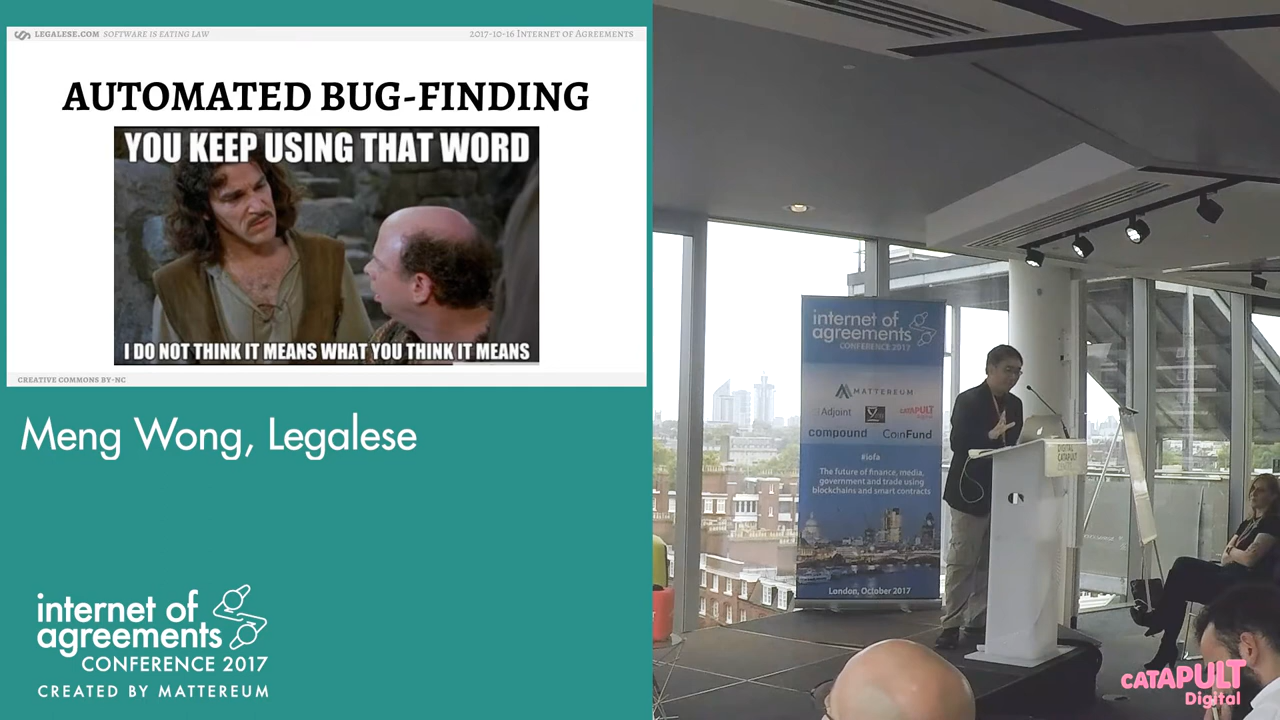 LEGALESE.COM SOFTWARE IS EATING LAW
2017-10-16 INTERNET OF AGREEMENTS
AUTOMATED BUG-FINDING
YOU KEEP USING THAT WORD
I DO NOT THINK IT MEANS WHAT YOU THINK IT MEANS
CREATIVE COMMONS BY-NC
Meng Wong, Legalese
internet of
agreements
CONFERENCE 2017
CREATED BY MATTEREUM
internet of
agreements
CONFERENCE 2017
MATTEREUM
Adjoint
CATAPULT
compound
CoinFund
#iofa
The future of finance, media,
government and trade using
blockchains and smart contracts
London, October 2017
DIGITAL
CATAPULT
CATAPULT
Digital